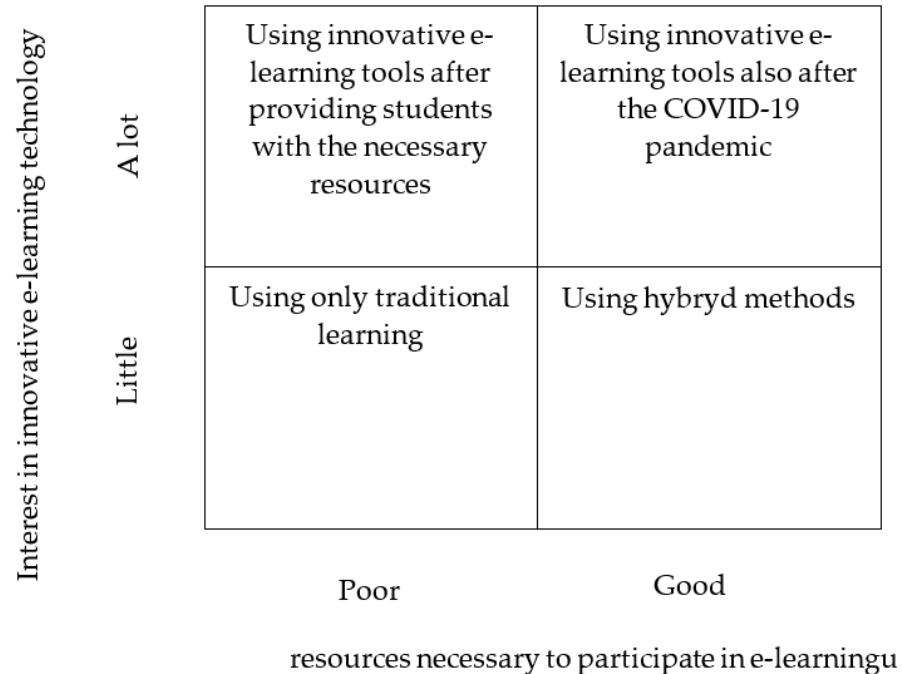 Interest in innovative e-learning technology
A lot
Using innovative e-
learning tools after
providing students
with the necessary
resources
Using innovative e-
learning tools also after
the COVID-19
pandemic
Little
Using only traditional
learning
Using hybryd methods
Poor
Good
resources necessary to participate in e-learningu